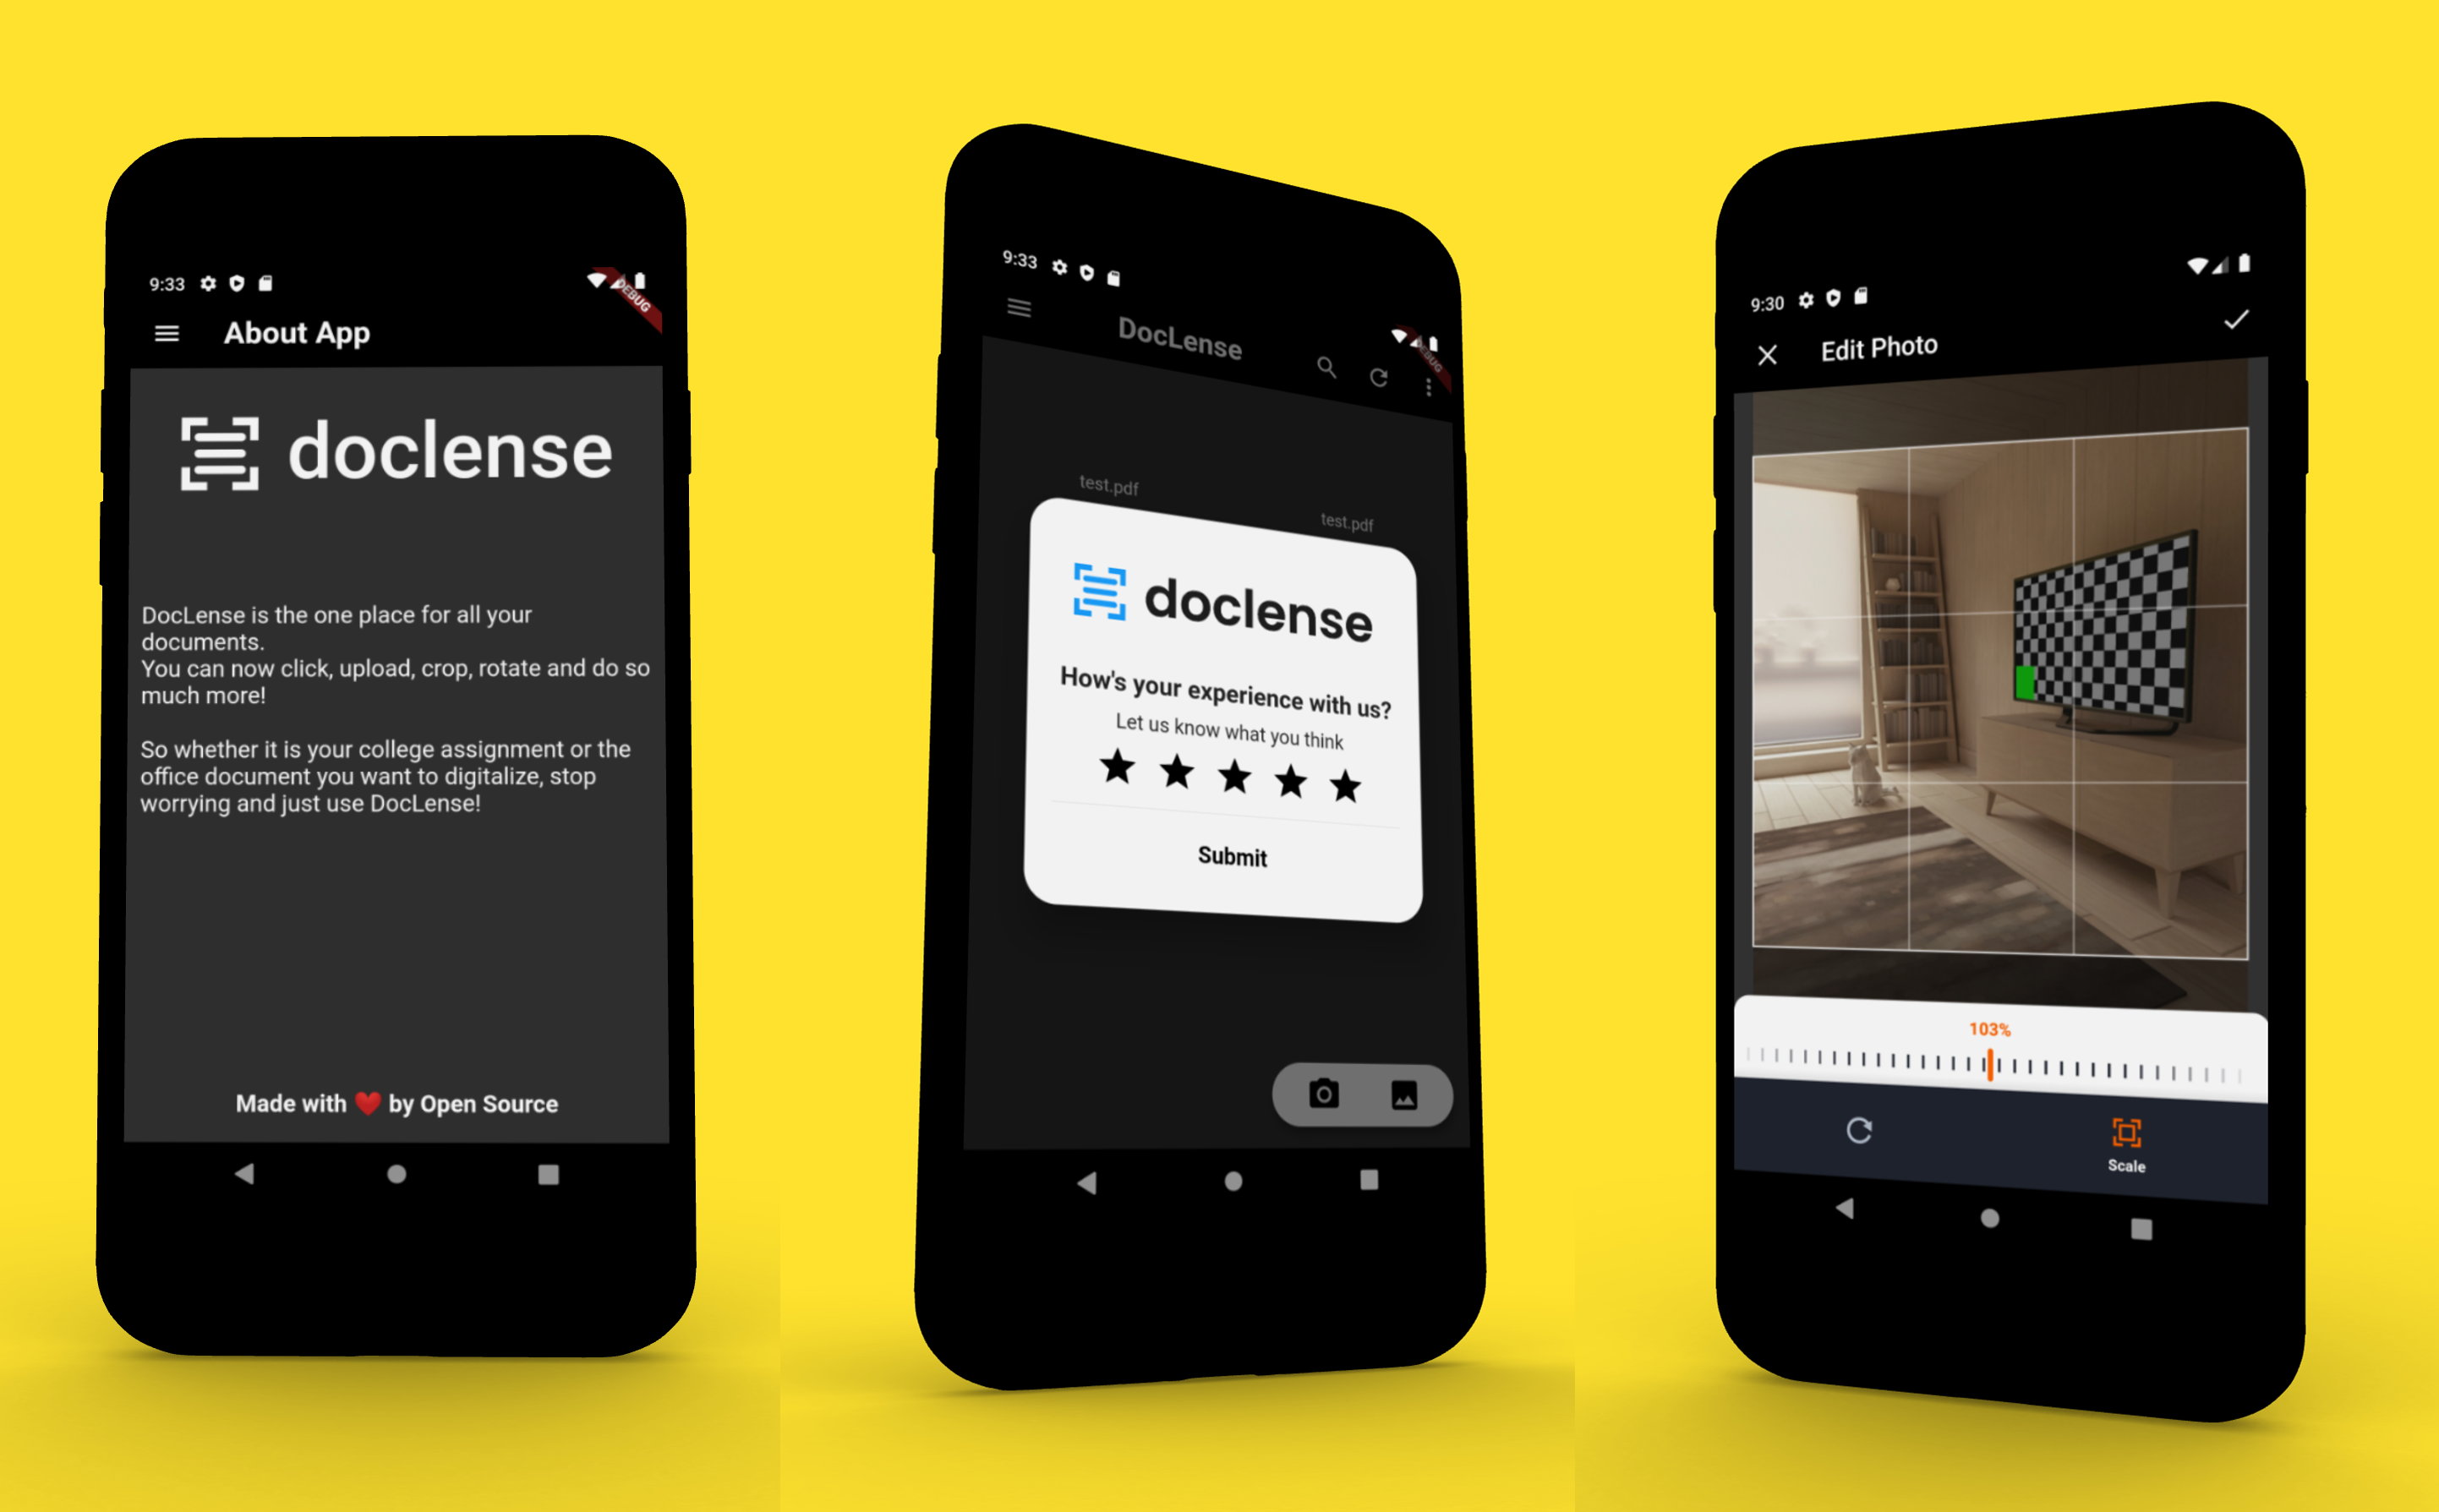 9:33
DEBUG
About App
doclense
DocLense is the one place for all your
documents.
You can now click, upload, crop, rotate and do so
much more!
So whether it is your college assignment or the
office document you want to digitalize, stop
worrying and just use DocLense!
Made with ❤️ by Open Source
9:33
DEBUG
DocLense
test.pdf
test.pdf
doclense
How's your experience with us?
Let us know what you think
Submit
9:30
Edit Photo
103%
Scale